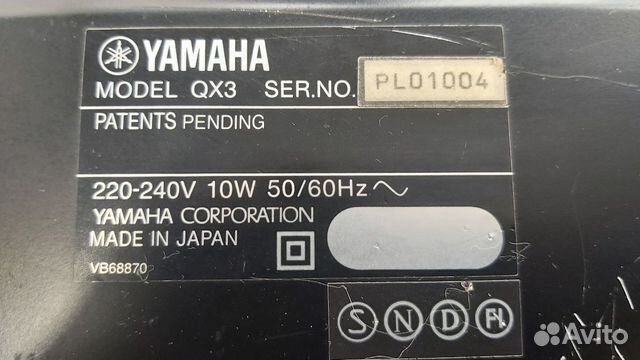 YAMAHA
MODEL QX3 SER.NO. PL01004
PATENTS PENDING
220-240V 10W 50/60Hz ~
YAMAHA CORPORATION
MADE IN JAPAN
VB68870
S N D FI
Avito